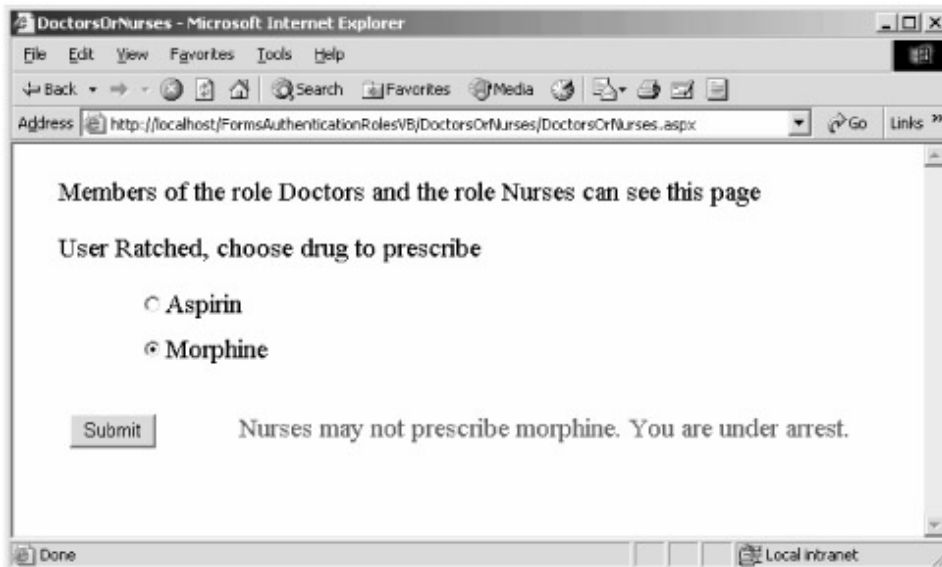 DoctorsOrNurses - Microsoft Internet Explorer
File Edit View Favorites Tools Help
Back Search Favorites Media
Address http://localhost/FormsAuthenticationRolesVB/DoctorsOrNurses/DoctorsOrNurses.aspx Go Links »
Members of the role Doctors and the role Nurses can see this page
User Ratched, choose drug to prescribe
Aspirin
Morphine
Submit Nurses may not prescribe morphine. You are under arrest.
Done Local intranet